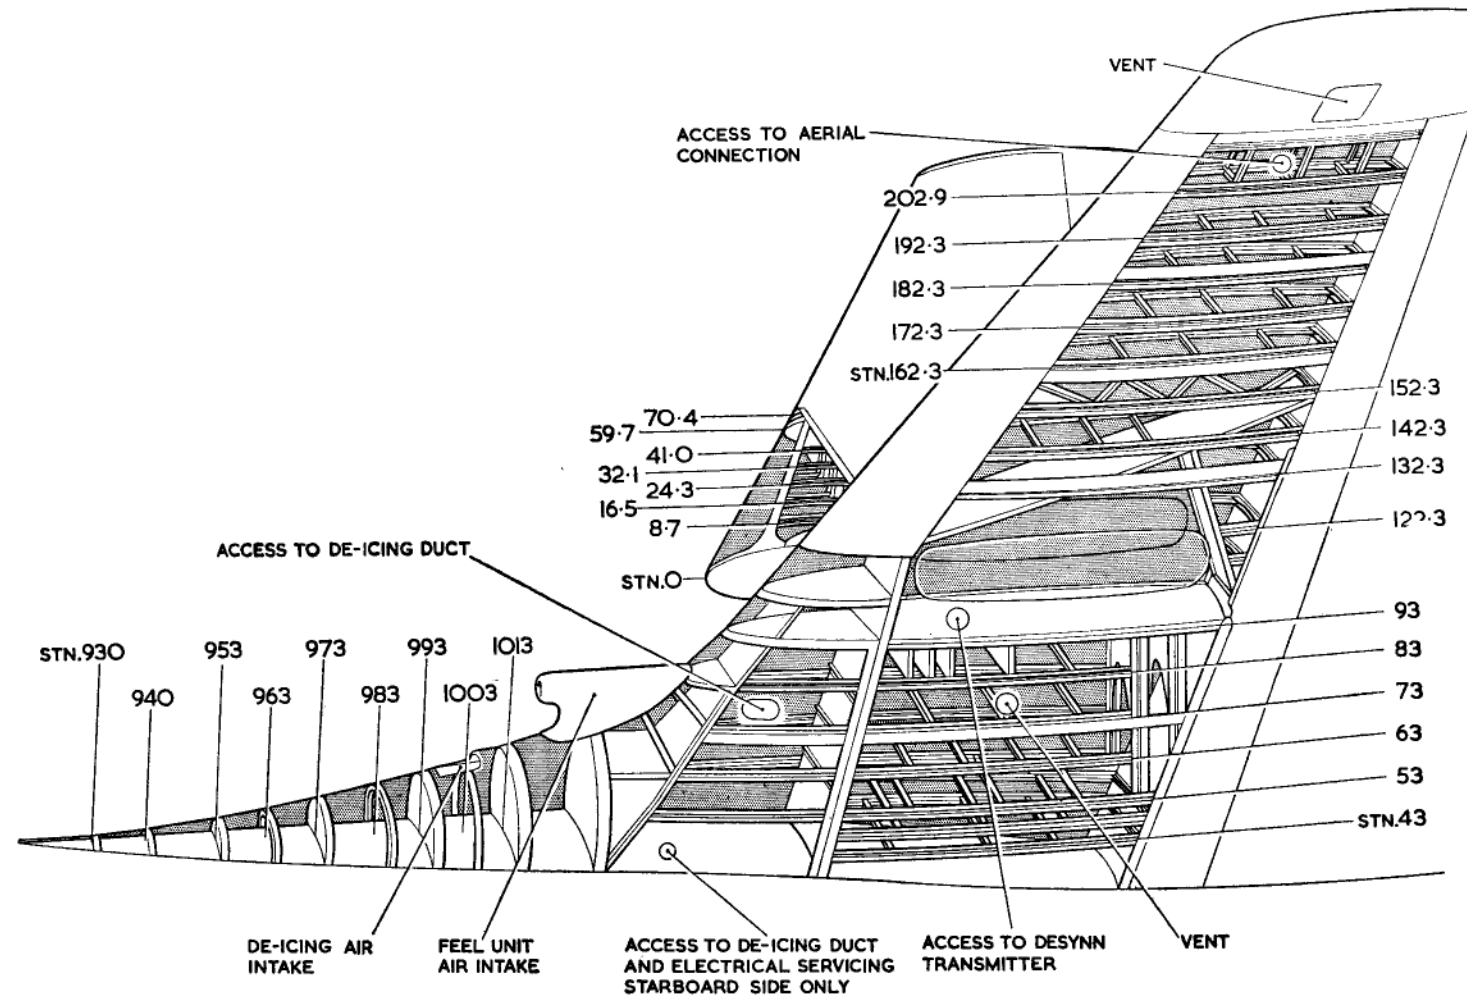 VENT
ACCESS TO AERIAL
CONNECTION
202·9
192·3
182·3
172·3
STN.162·3
152·3
142·3
132·3
70·4
59·7
41·0
32·1
24·3
16·5
8·7
STN.0
ACCESS TO DE-ICING DUCT
93
83
73
63
53
STN.43
STN.930
940
953
963
973
983
993
1003
1013
DE-ICING AIR
INTAKE
FEEL UNIT
AIR INTAKE
ACCESS TO DE-ICING DUCT
AND ELECTRICAL SERVICING
STARBOARD SIDE ONLY
ACCESS TO DESYNN
TRANSMITTER
VENT